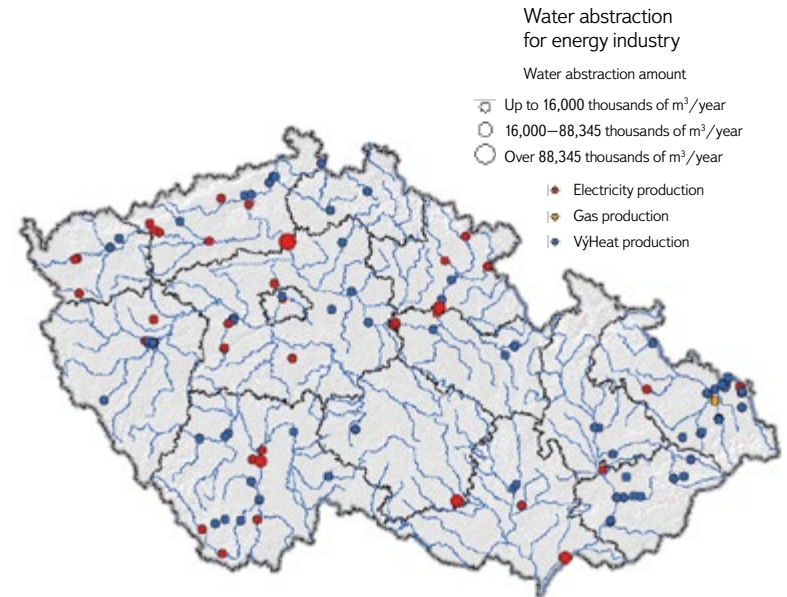 Water abstraction
for energy industry
Water abstraction amount
Up to 16,000 thousands of m³/year
16,000—88,345 thousands of m³/year
Over 88,345 thousands of m³/year
Electricity production
Gas production
VýHeat production